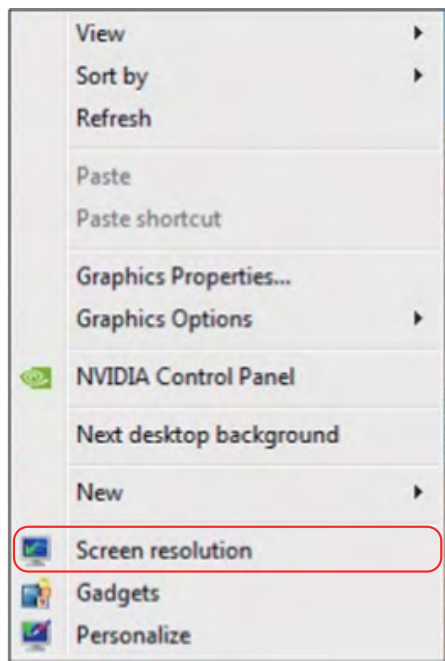 View
Sort by
Refresh
Paste
Paste shortcut
Graphics Properties...
Graphics Options
NVIDIA Control Panel
Next desktop background
New
Screen resolution
Gadgets
Personalize